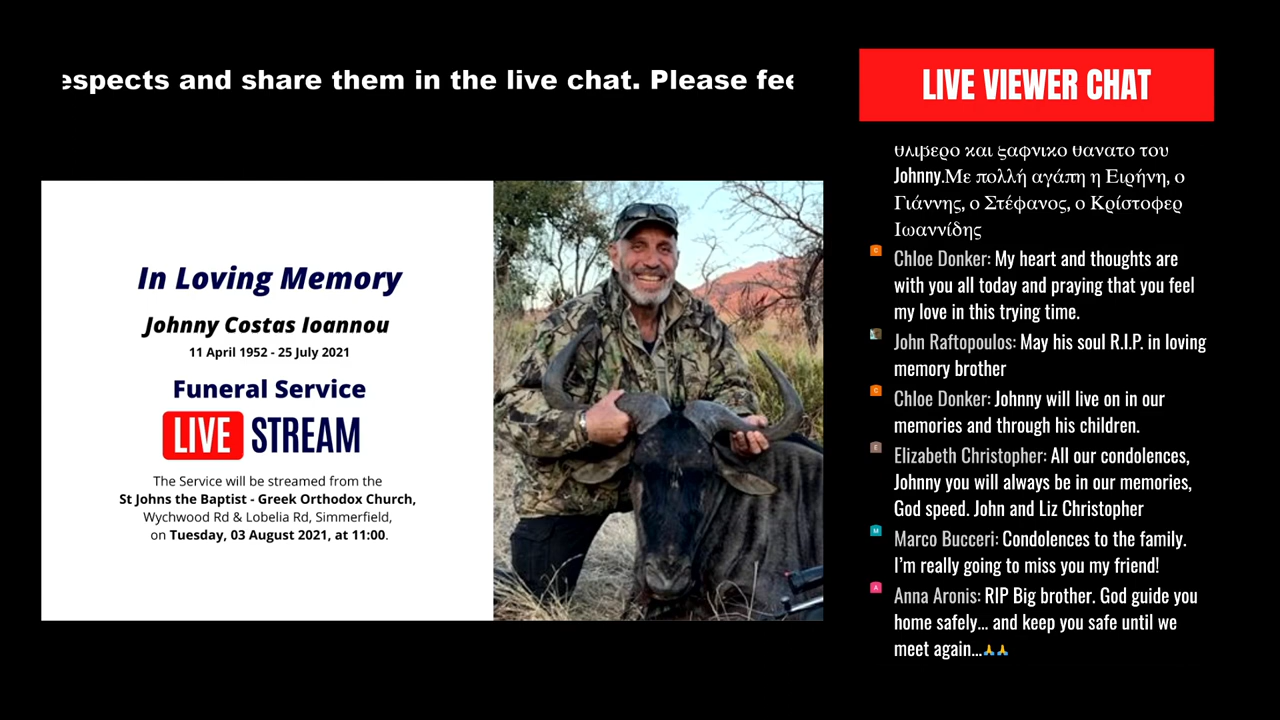 espects and share them in the live chat. Please fee
LIVE VIEWER CHAT
θλιβερό και ξαφνικό θάνατο του
Johnny.Με πολλή αγάπη η Ειρήνη, ο
Γιάννης, ο Στέφανος, ο Κρίστοφερ
Ιωαννίδης
Chloe Donker: My heart and thoughts are
with you all today and praying that you feel
my love in this trying time.
John Raftopoulos: May his soul R.I.P. in loving
memory brother
Chloe Donker: Johnny will live on in our
memories and through his children.
Elizabeth Christopher: All our condolences,
Johnny you will always be in our memories,
God speed. John and Liz Christopher
Marco Bucceri: Condolences to the family.
I'm really going to miss you my friend!
Anna Aronis: RIP Big brother. God guide you
home safely... and keep you safe until we
meet again...🙏🙏
In Loving Memory
Johnny Costas Ioannou
11 April 1952 - 25 July 2021
Funeral Service
LIVE STREAM
The Service will be streamed from the
St Johns the Baptist - Greek Orthodox Church,
Wychwood Rd & Lobelia Rd, Simmerfield,
on Tuesday, 03 August 2021, at 11:00.